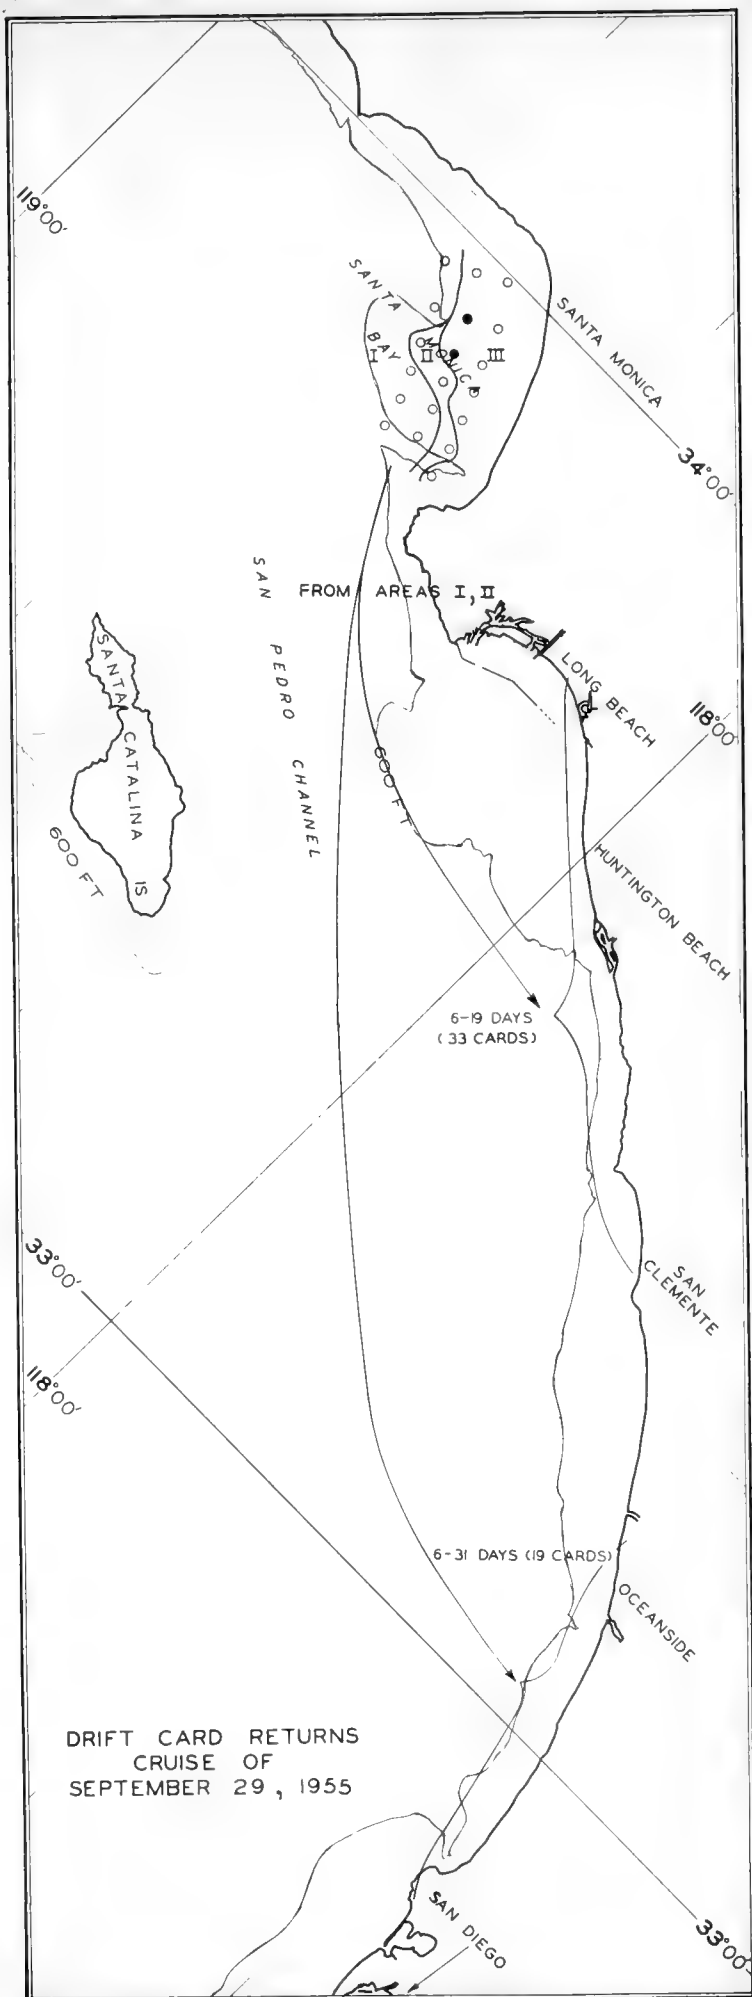 119°00'
SANTA
MONICA
BAY
I
II
III
SANTA MONICA
34°00'
SAN PEDRO CHANNEL
FROM AREAS I, II
SANTA
CATALINA
IS
600 FT
LONG BEACH
118°00'
600 FT
HUNTINGTON BEACH
6-19 DAYS
(33 CARDS)
33°00'
118°00'
SAN
CLEMENTE
6-31 DAYS (19 CARDS)
OCEANSIDE
DRIFT CARD RETURNS
CRUISE OF
SEPTEMBER 29, 1955
SAN DIEGO
33°00'